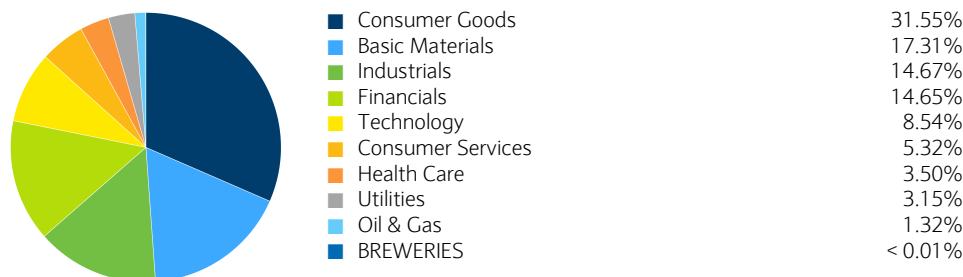 Consumer Goods 31.55%
Basic Materials 17.31%
Industrials 14.67%
Financials 14.65%
Technology 8.54%
Consumer Services 5.32%
Health Care 3.50%
Utilities 3.15%
Oil & Gas 1.32%
BREWERIES < 0.01%